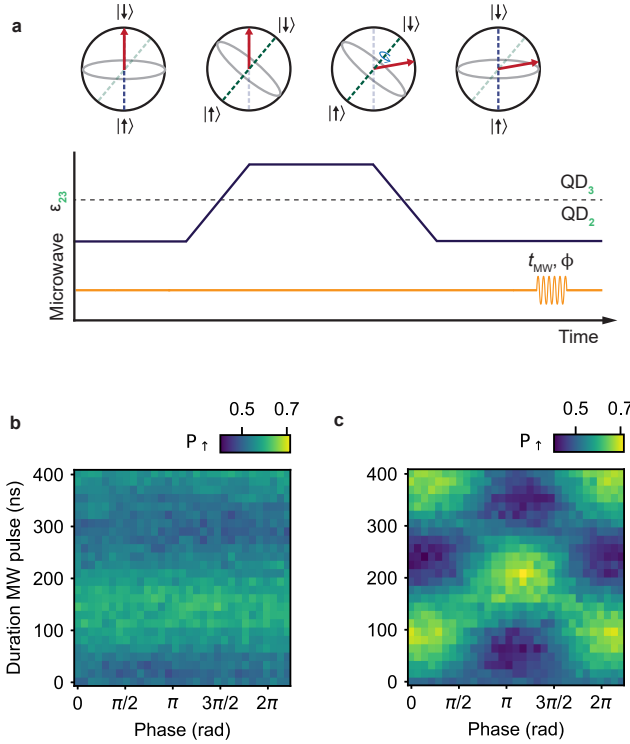 a
|↓⟩ |↓⟩ |↓⟩ |↓⟩
|↑⟩ |↑⟩ |↑⟩ |↑⟩
ε23
QD3
QD2
Microwave
tMW, ϕ
Time
b
0.5 0.7
P↑
400
300
200
100
0
Duration MW pulse (ns)
0 π/2 π 3π/2 2π
Phase (rad)
c
0.5 0.7
P↑
400
300
200
100
0
0 π/2 π 3π/2 2π
Phase (rad)